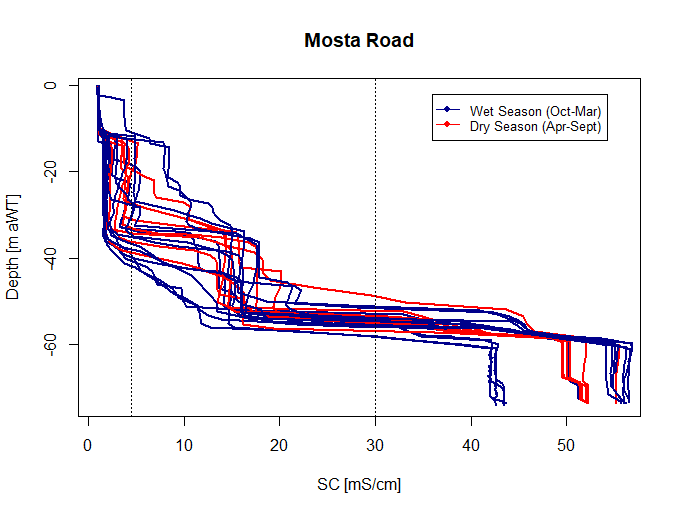 Mosta Road
Wet Season (Oct-Mar)
Dry Season (Apr-Sept)
Depth [m aWT]
0
-20
-40
-60
0 10 20 30 40 50
SC [mS/cm]